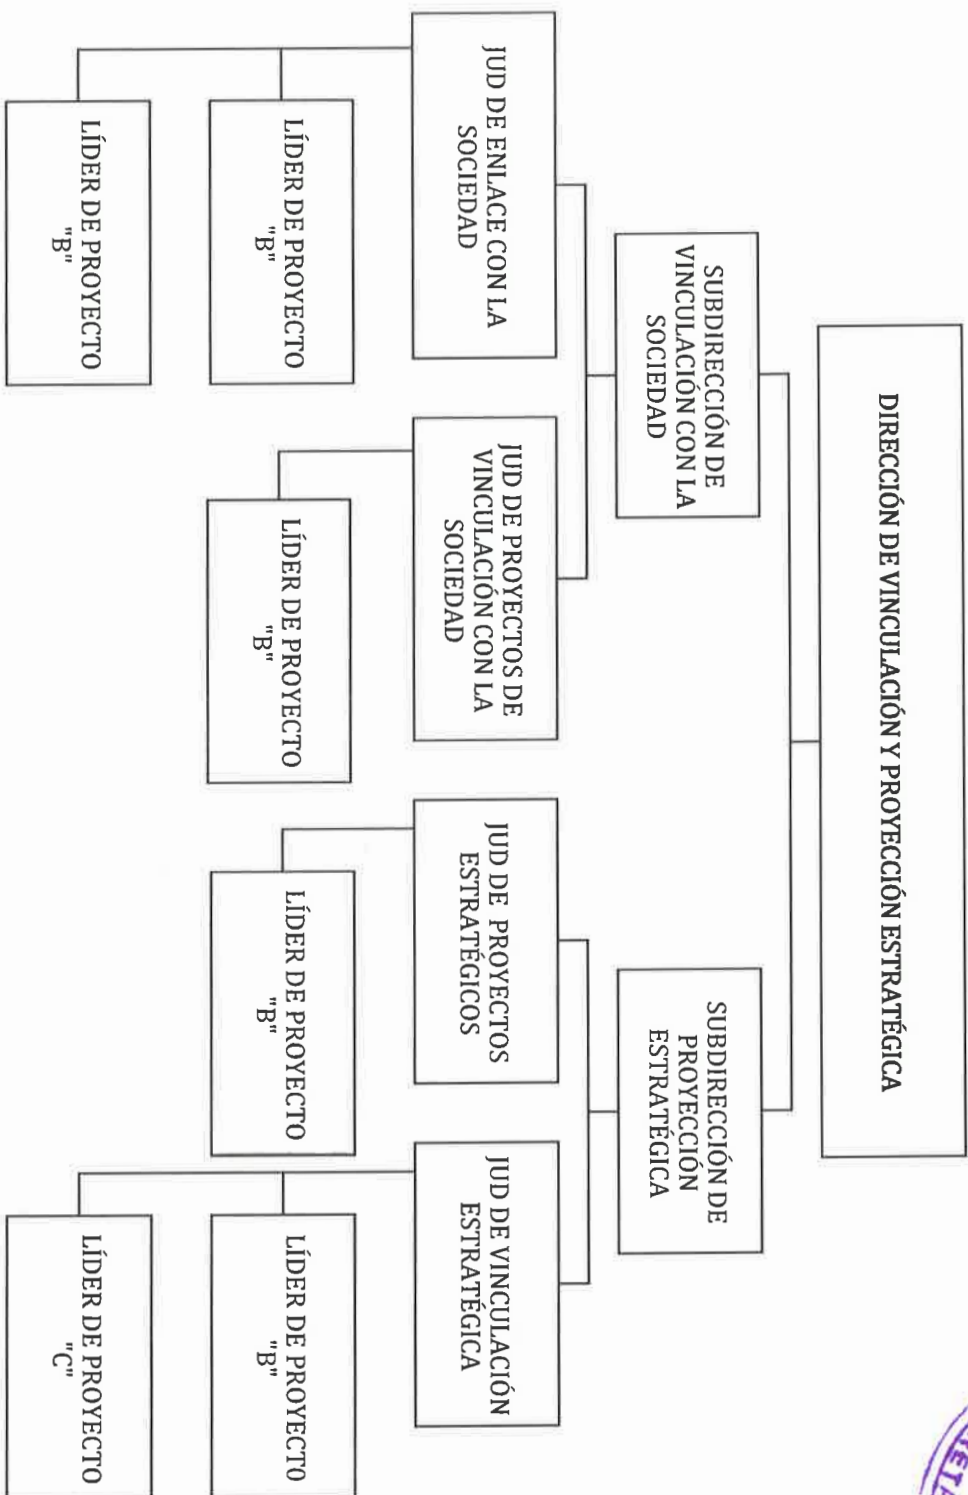 DIRECCIÓN DE VINCULACIÓN Y PROYECCIÓN ESTRATÉGICA
SUBDIRECCIÓN DE
VINCULACIÓN CON LA
SOCIEDAD
SUBDIRECCIÓN DE
PROYECCIÓN
ESTRATÉGICA
JUD DE ENLACE CON LA
SOCIEDAD
JUD DE PROYECTOS DE
VINCULACIÓN CON LA
SOCIEDAD
JUD DE PROYECTOS
ESTRATÉGICOS
JUD DE VINCULACIÓN
ESTRATÉGICA
LÍDER DE PROYECTO
"B"
LÍDER DE PROYECTO
"B"
LÍDER DE PROYECTO
"B"
LÍDER DE PROYECTO
"B"
LÍDER DE PROYECTO
"B"
LÍDER DE PROYECTO
"C"